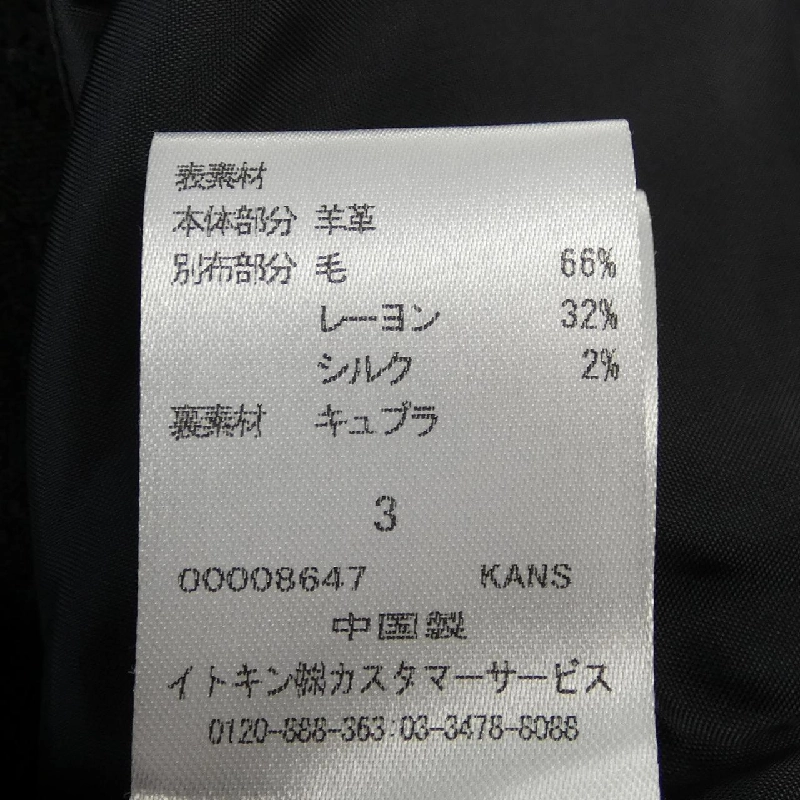 表素材
本体部分 羊革
別布部分 毛 66%
レーヨン 32%
シルク 2%
裏素材 キュプラ
3
00008647 KANS
中国製
イトキン㈱カスタマーサービス
0120-888-363:03-3478-8088